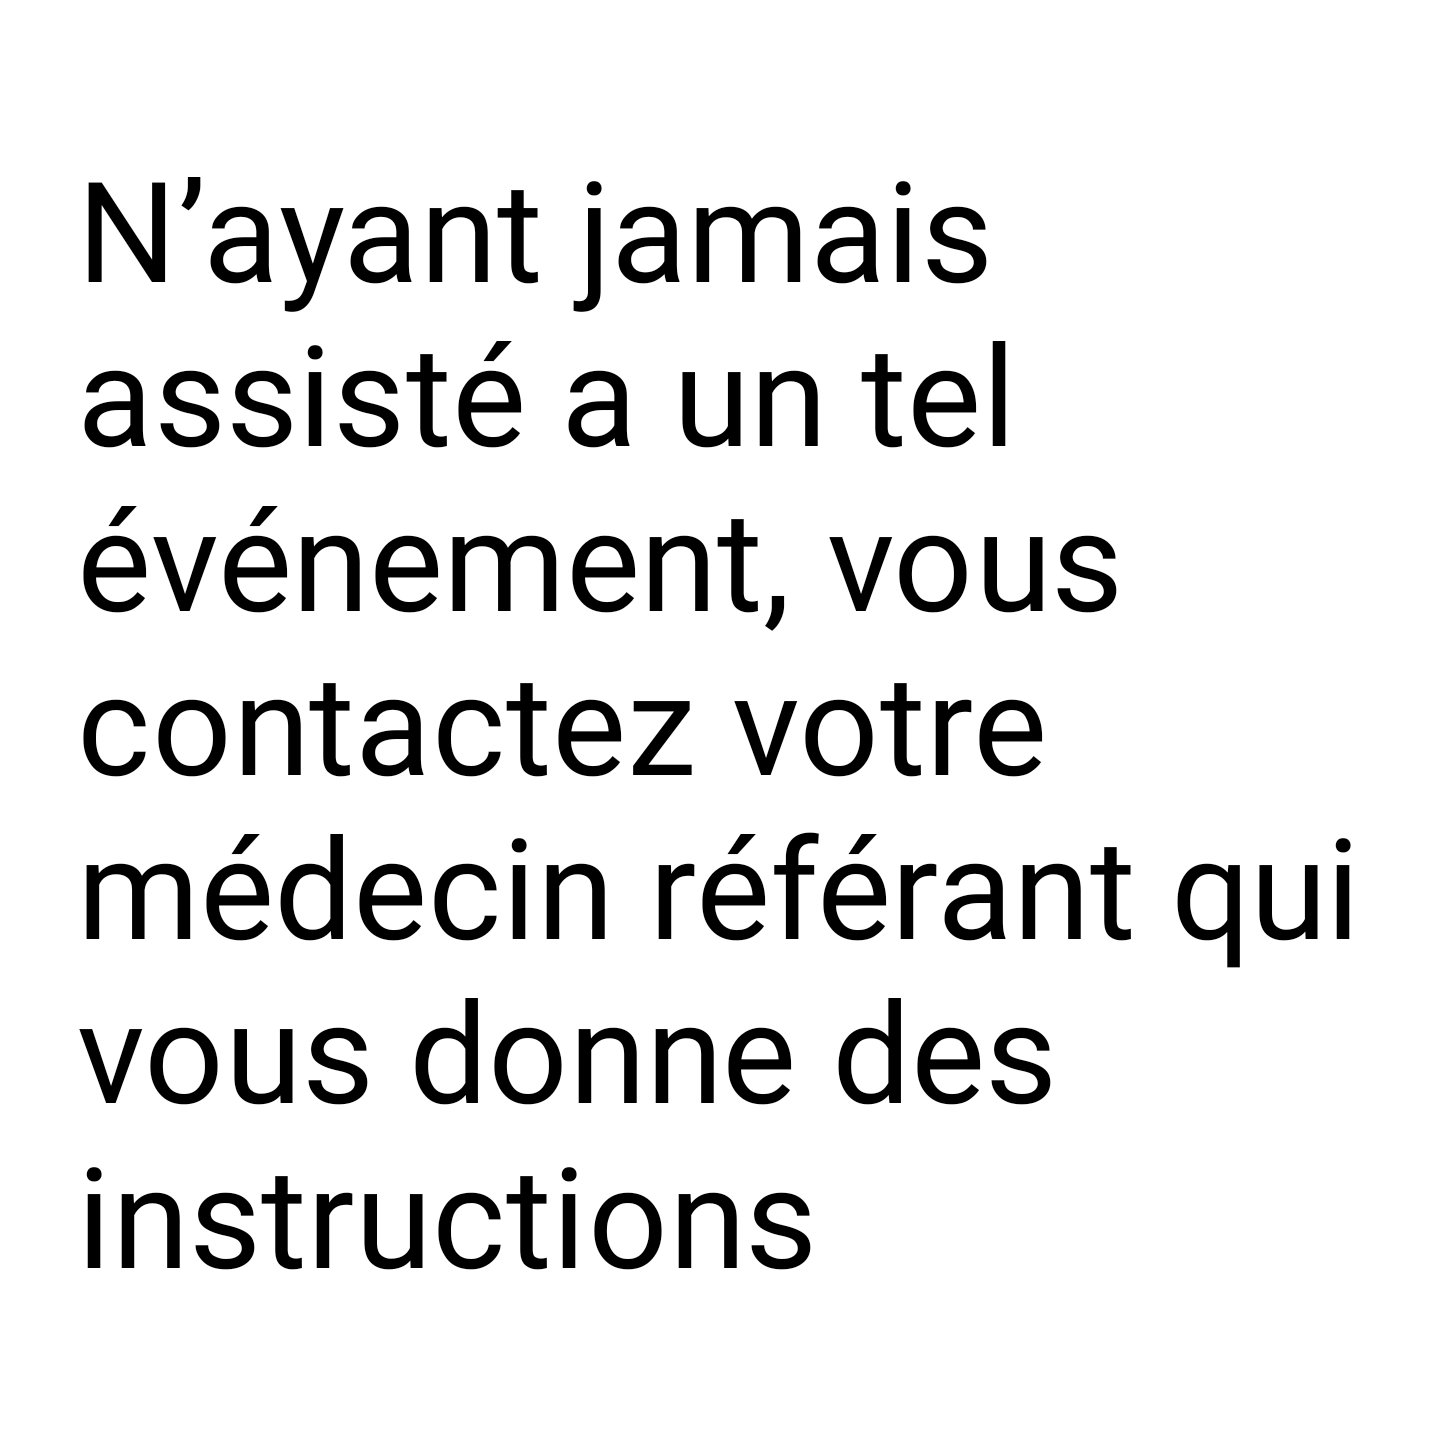 N’ayant jamais
assisté a un tel
événement, vous
contactez votre
médecin référant qui
vous donne des
instructions